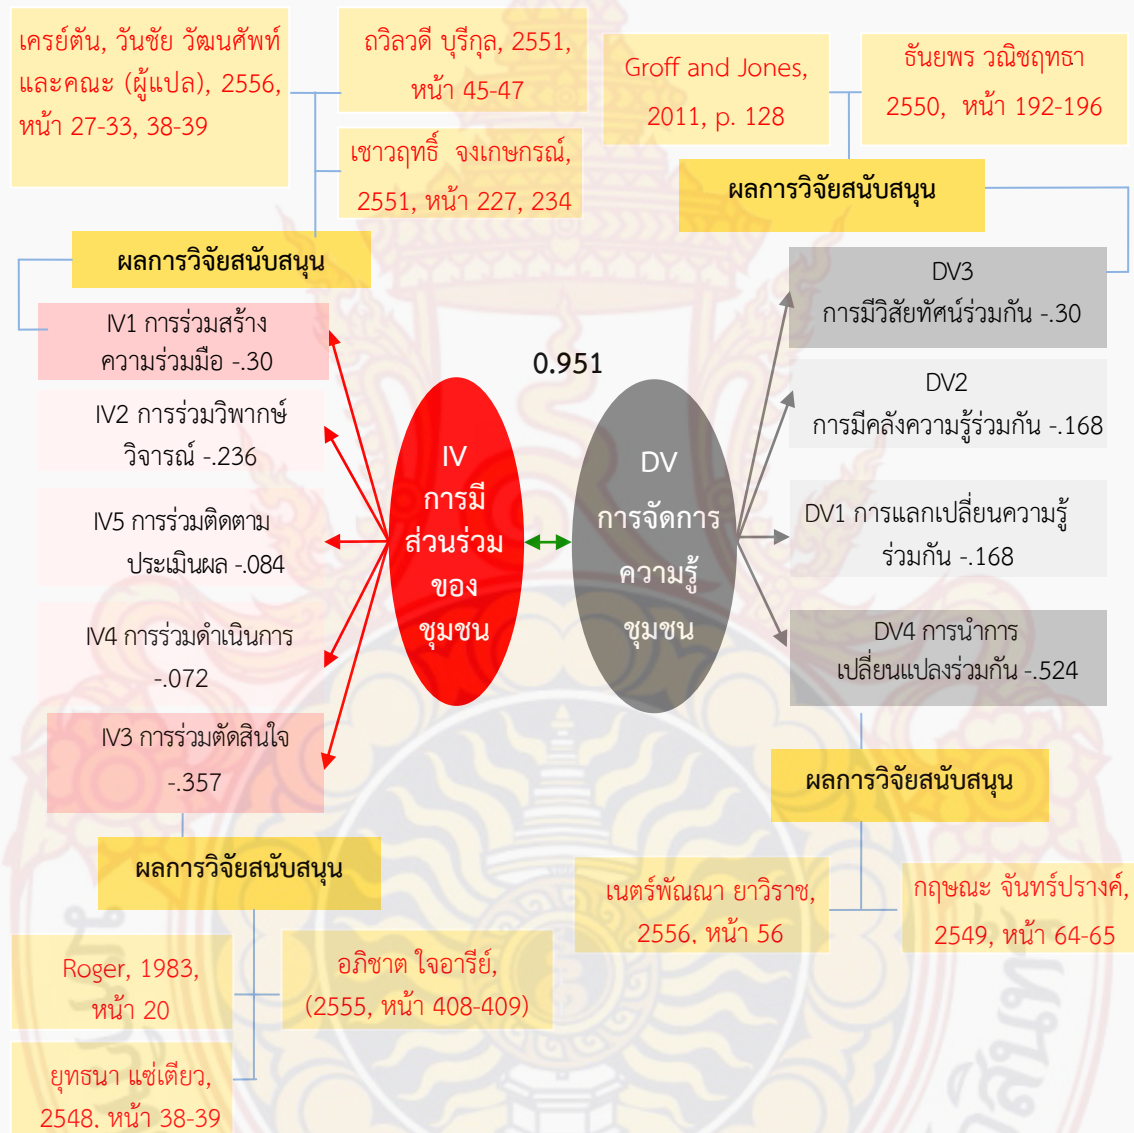 เครย์ตัน, วันชัย วัฒนศัพท์
และคณะ (ผู้แปล), 2556,
หน้า 27-33, 38-39
ถวิลวดี บุรีกุล, 2551,
หน้า 45-47
เชาวฤทธิ์ จงเกษกรณ์,
2551, หน้า 227, 234
Groff and Jones,
2011, p. 128
ธันยพร วณิชฤทธา
2550, หน้า 192-196
ผลการวิจัยสนับสนุน
ผลการวิจัยสนับสนุน
IV1 การร่วมสร้าง
ความร่วมมือ -.30
IV2 การร่วมวิพากษ์
วิจารณ์ -.236
IV5 การร่วมติดตาม
ประเมินผล -.084
IV4 การร่วมดำเนินการ
-.072
IV3 การร่วมตัดสินใจ
-.357
0.951
IV
การมี
ส่วนร่วม
ของ
ชุมชน
DV
การจัดการ
ความรู้
ชุมชน
DV3
การมีวิสัยทัศน์ร่วมกัน -.30
DV2
การมีคลังความรู้ร่วมกัน -.168
DV1 การแลกเปลี่ยนความรู้
ร่วมกัน -.168
DV4 การนำการ
เปลี่ยนแปลงร่วมกัน -.524
ผลการวิจัยสนับสนุน
ผลการวิจัยสนับสนุน
Roger, 1983,
หน้า 20
อภิชาต ใจอารีย์,
(2555, หน้า 408-409)
ยุทธนา แซ่เตียว,
2548, หน้า 38-39
เนตร์พัณณา ยาวิราช,
2556, หน้า 56
กฤษณะ จันทร์ปรางค์,
2549, หน้า 64-65